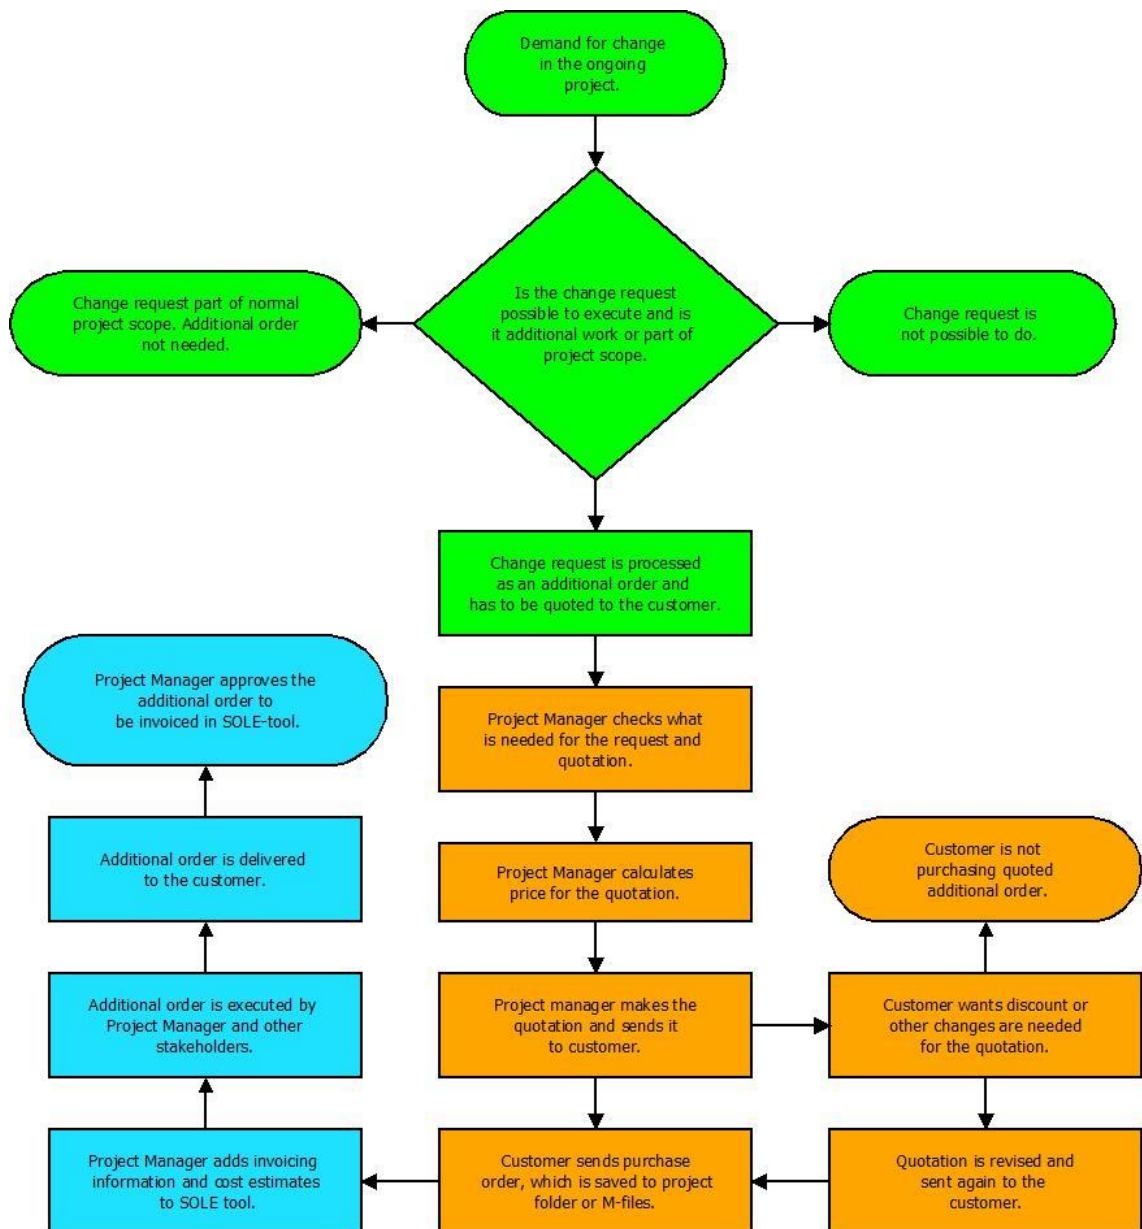 Demand for change
in the ongoing
project.
Is the change request
possible to execute and is
it additional work or part of
project scope.
Change request part of normal
project scope. Additional order
not needed.
Change request is
not possible to do.
Change request is processed
as an additional order and
has to be quoted to the customer.
Project Manager checks what
is needed for the request and
quotation.
Project Manager calculates
price for the quotation.
Project manager makes the
quotation and sends it
to customer.
Customer wants discount or
other changes are needed
for the quotation.
Customer is not
purchasing quoted
additional order.
Quotation is revised and
sent again to the
customer.
Customer sends purchase
order, which is saved to project
folder or M-files.
Project Manager adds invoicing
information and cost estimates
to SOLE tool.
Additional order is executed by
Project Manager and other
stakeholders.
Additional order is delivered
to the customer.
Project Manager approves the
additional order to
be invoiced in SOLE-tool.